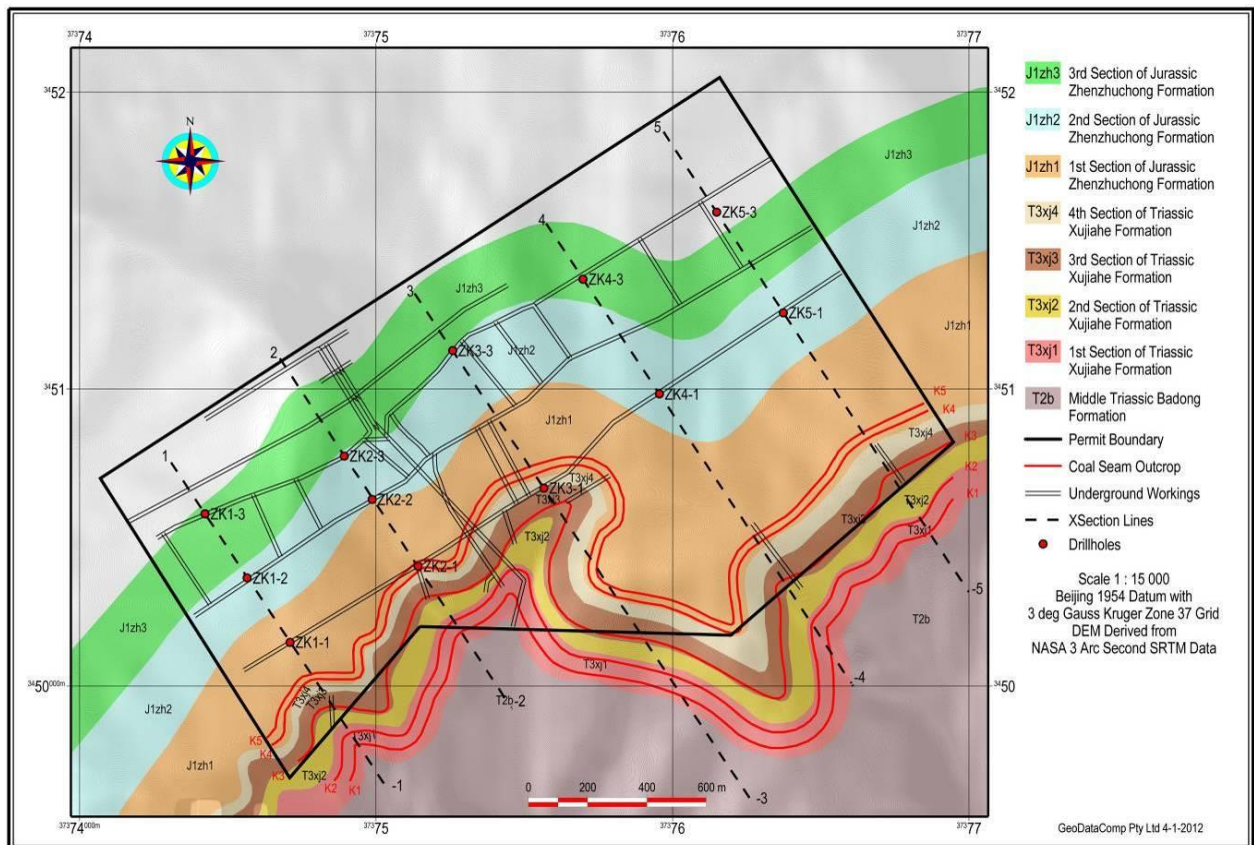 ³⁷³74 ³⁷³75 ³⁷³76 ³⁷³77
³⁴52 ³⁴52
³⁴51 ³⁴51
³⁴50 ⁰⁰⁰m ³⁴50
³⁷³74 ⁰⁰⁰m ³⁷³75 ³⁷³76 ³⁷³77
N
5
4
3
2
1
J1zh3
ZK5-3
J1zh2
ZK4-3
J1zh3
ZK5-1
J1zh1
J1zh2
ZK3-3
ZK4-1
K5
K4
J1zh1
T3xj4
K3
ZK2-3
K2
T3xj4
ZK3-1
K1
ZK2-2
T3xj2
ZK1-3
T3xj1
T3xj2
ZK2-1
ZK1-2
-5
T2b
J1zh3
ZK1-1
T3xj1
-4
J1zh2
T3xj4
T2b -2
K5
K4
T3xj1
J1zh1
K3
T3xj2
K2 K1
-1
-3
0 200 400 600 m
J1zh3 3rd Section of Jurassic
Zhenzhuchong Formation
J1zh2 2nd Section of Jurassic
Zhenzhuchong Formation
J1zh1 1st Section of Jurassic
Zhenzhuchong Formation
T3xj4 4th Section of Triassic
Xujiahe Formation
T3xj3 3rd Section of Triassic
Xujiahe Formation
T3xj2 2nd Section of Triassic
Xujiahe Formation
T3xj1 1st Section of Triassic
Xujiahe Formation
T2b Middle Triassic Badong
Formation
Permit Boundary
Coal Seam Outcrop
Underground Workings
XSection Lines
Drillholes
Scale 1 : 15 000
Beijing 1954 Datum with
3 deg Gauss Kruger Zone 37 Grid
DEM Derived from
NASA 3 Arc Second SRTM Data
GeoDataComp Pty Ltd 4-1-2012